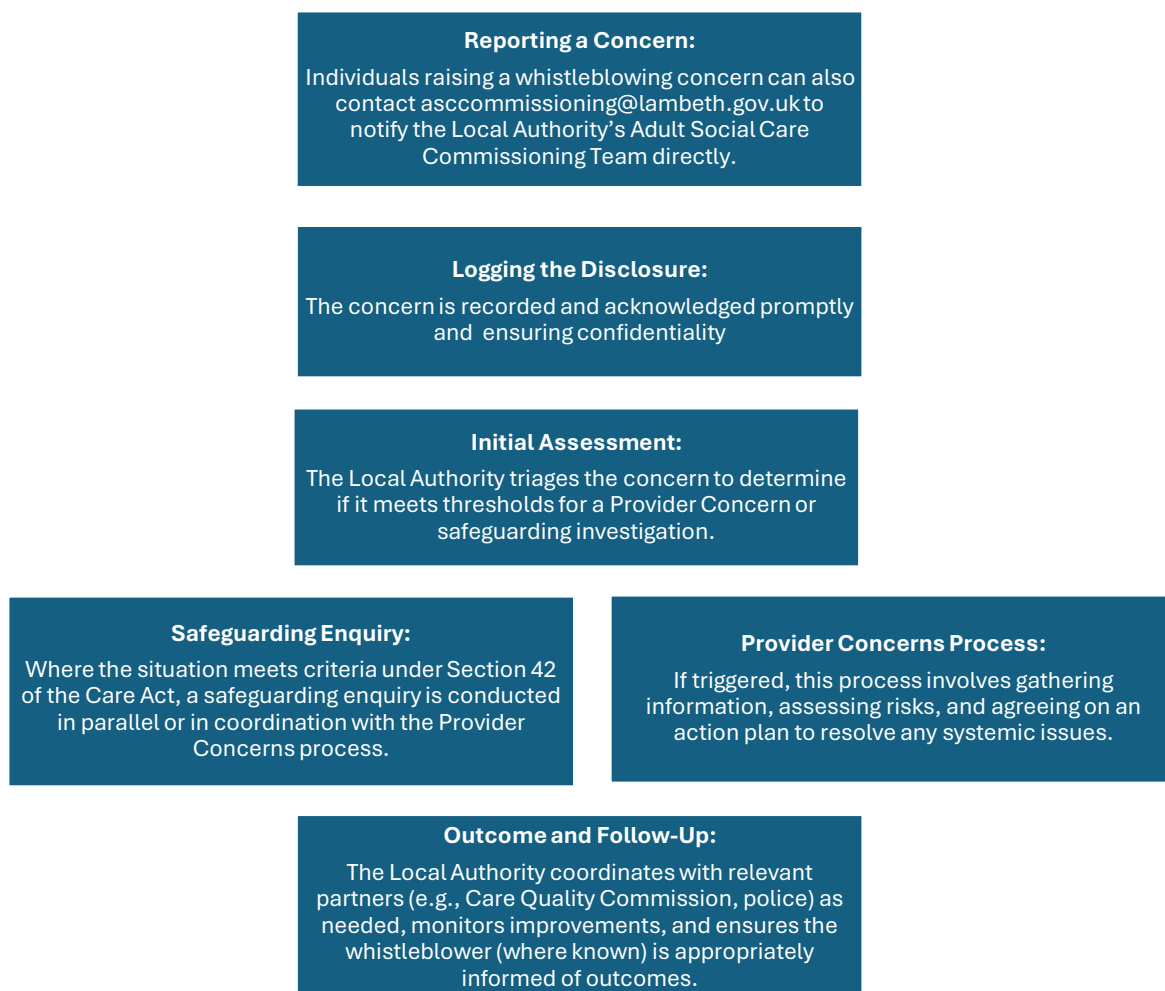 Reporting a Concern:
Individuals raising a whistleblowing concern can also
contact asccommissioning@lambeth.gov.uk to
notify the Local Authority’s Adult Social Care
Commissioning Team directly.
Logging the Disclosure:
The concern is recorded and acknowledged promptly
and ensuring confidentiality
Initial Assessment:
The Local Authority triages the concern to determine
if it meets thresholds for a Provider Concern or
safeguarding investigation.
Safeguarding Enquiry:
Where the situation meets criteria under Section 42
of the Care Act, a safeguarding enquiry is conducted
in parallel or in coordination with the Provider
Concerns process.
Provider Concerns Process:
If triggered, this process involves gathering
information, assessing risks, and agreeing on an
action plan to resolve any systemic issues.
Outcome and Follow-Up:
The Local Authority coordinates with relevant
partners (e.g., Care Quality Commission, police) as
needed, monitors improvements, and ensures the
whistleblower (where known) is appropriately
informed of outcomes.